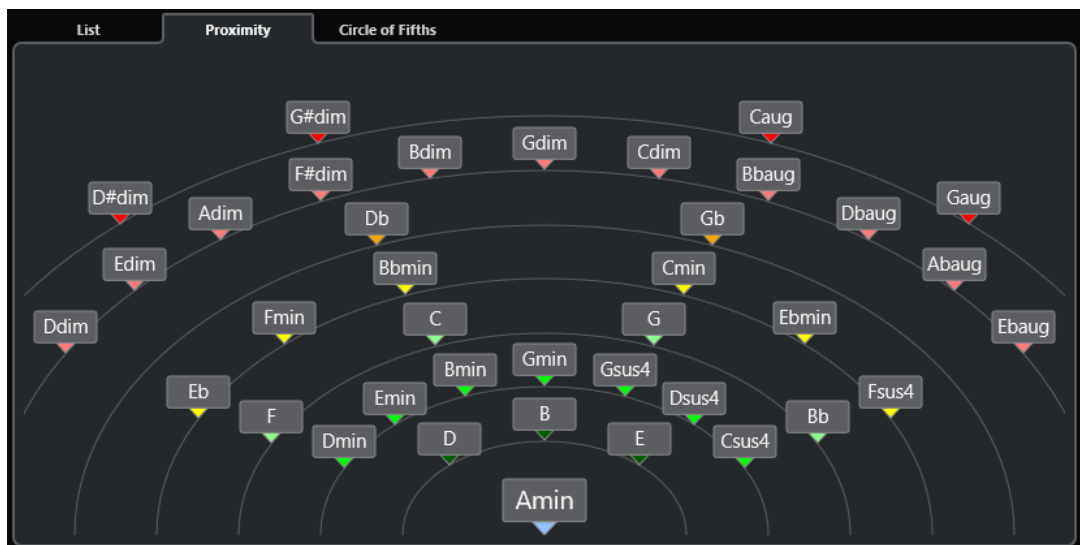 List Proximity Circle of Fifths
G#dim Caug
Bdim Gdim Cdim
F#dim Bbaug
D#dim Adim Dbaug Gaug
Db Gb
Edim Bbmin Cmin Abaug
Ddim Fmin C G Ebmin Ebaug
Bmin Gmin Gsus4
Eb Emin Dsus4 Fsus4
F B Bb
Dmin D E Csus4
Amin